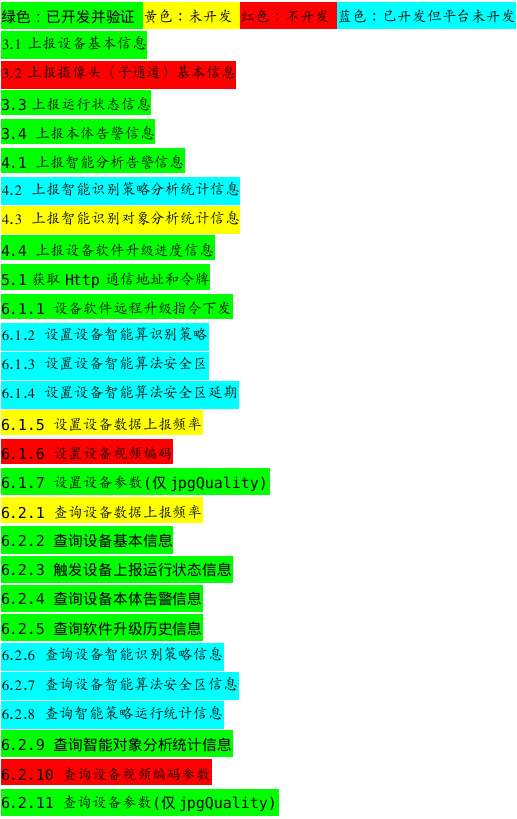 绿色：已开发并验证 黄色：未开发 红色：不开发 蓝色：已开发但平台未开发
3.1 上报设备基本信息
3.2 上报摄像头（子通道）基本信息
3.3 上报运行状态信息
3.4 上报本体告警信息
4.1 上报智能分析告警信息
4.2 上报智能识别策略分析统计信息
4.3 上报智能识别对象分析统计信息
4.4 上报设备软件升级进度信息
5.1 获取 Http 通信地址和令牌
6.1.1 设备软件远程升级指令下发
6.1.2 设置设备智能算识别策略
6.1.3 设置设备智能算法安全区
6.1.4 设置设备智能算法安全区延期
6.1.5 设置设备数据上报频率
6.1.6 设置设备视频编码
6.1.7 设置设备参数(仅 jpgQuality)
6.2.1 查询设备数据上报频率
6.2.2 查询设备基本信息
6.2.3 触发设备上报运行状态信息
6.2.4 查询设备本体告警信息
6.2.5 查询软件升级历史信息
6.2.6 查询设备智能识别策略信息
6.2.7 查询设备智能算法安全区信息
6.2.8 查询智能策略运行统计信息
6.2.9 查询智能对象分析统计信息
6.2.10 查询设备视频编码参数
6.2.11 查询设备参数(仅 jpgQuality)